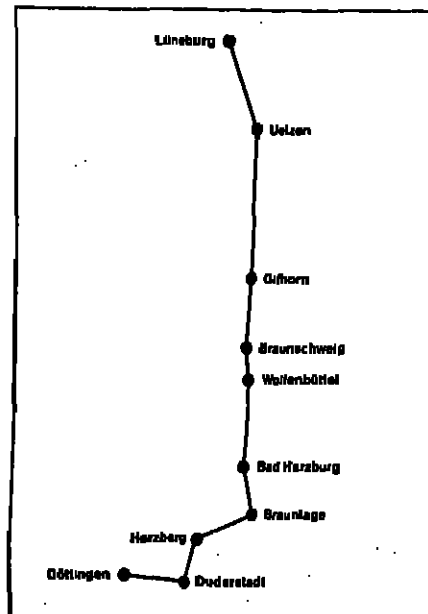 Lüneburg
Uelzen
Gifhorn
Braunschweig
Wolfenbüttel
Bad Harzburg
Braunlage
Herzberg
Göttingen
Duderstadt